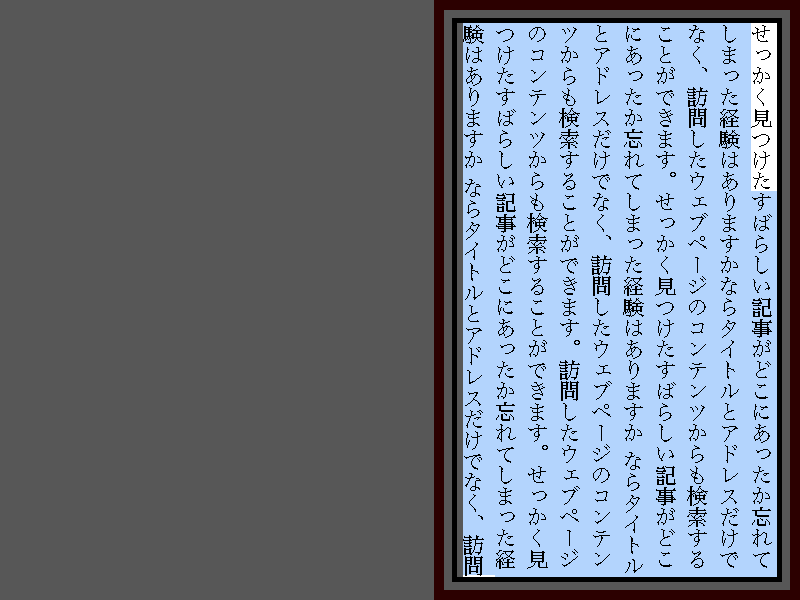 せっかく見つけたすばらしい記事がどこにあったか忘れて
しまった経験はありますかならタイトルとアドレスだけで
なく、訪問したウェブページのコンテンツからも検索する
ことができます。せっかく見つけたすばらしい記事がどこ
にあったか忘れてしまった経験はありますか ならタイトル
とアドレスだけでなく、訪問したウェブページのコンテン
ツからも検索することができます。訪問したウェブページ
のコンテンツからも検索することができます。せっかく見
つけたすばらしい記事がどこにあったか忘れてしまった経
験はありますか ならタイトルとアドレスだけでなく、訪問